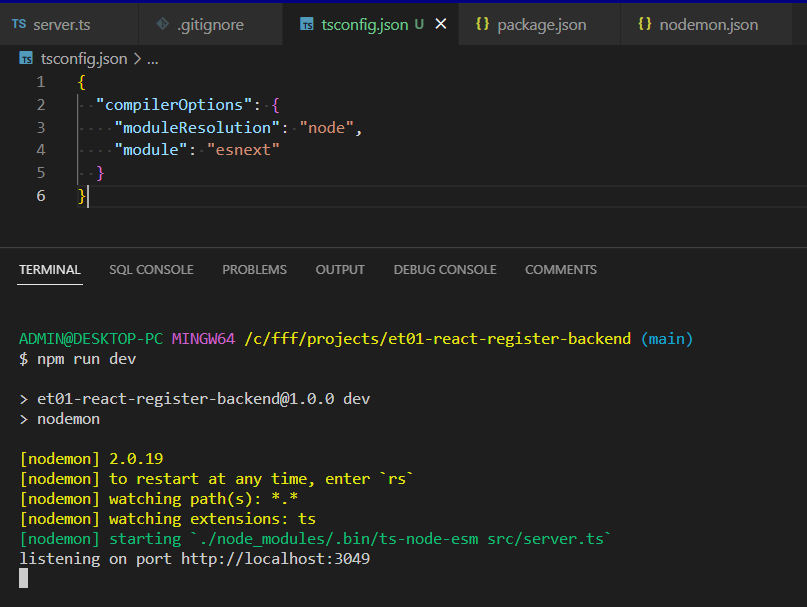 TS server.ts .gitignore TS tsconfig.json U × {} package.json {} nodemon.json
TS tsconfig.json > ...
1 {
2 "compilerOptions": {
3 "moduleResolution": "node",
4 "module": "esnext"
5 }
6 }
TERMINAL SQL CONSOLE PROBLEMS OUTPUT DEBUG CONSOLE COMMENTS
ADMIN@DESKTOP-PC MINGW64 /c/fff/projects/et01-react-register-backend (main)
$ npm run dev
> et01-react-register-backend@1.0.0 dev
> nodemon
[nodemon] 2.0.19
[nodemon] to restart at any time, enter `rs`
[nodemon] watching path(s): *.*
[nodemon] watching extensions: ts
[nodemon] starting `./node_modules/.bin/ts-node-esm src/server.ts`
listening on port http://localhost:3049